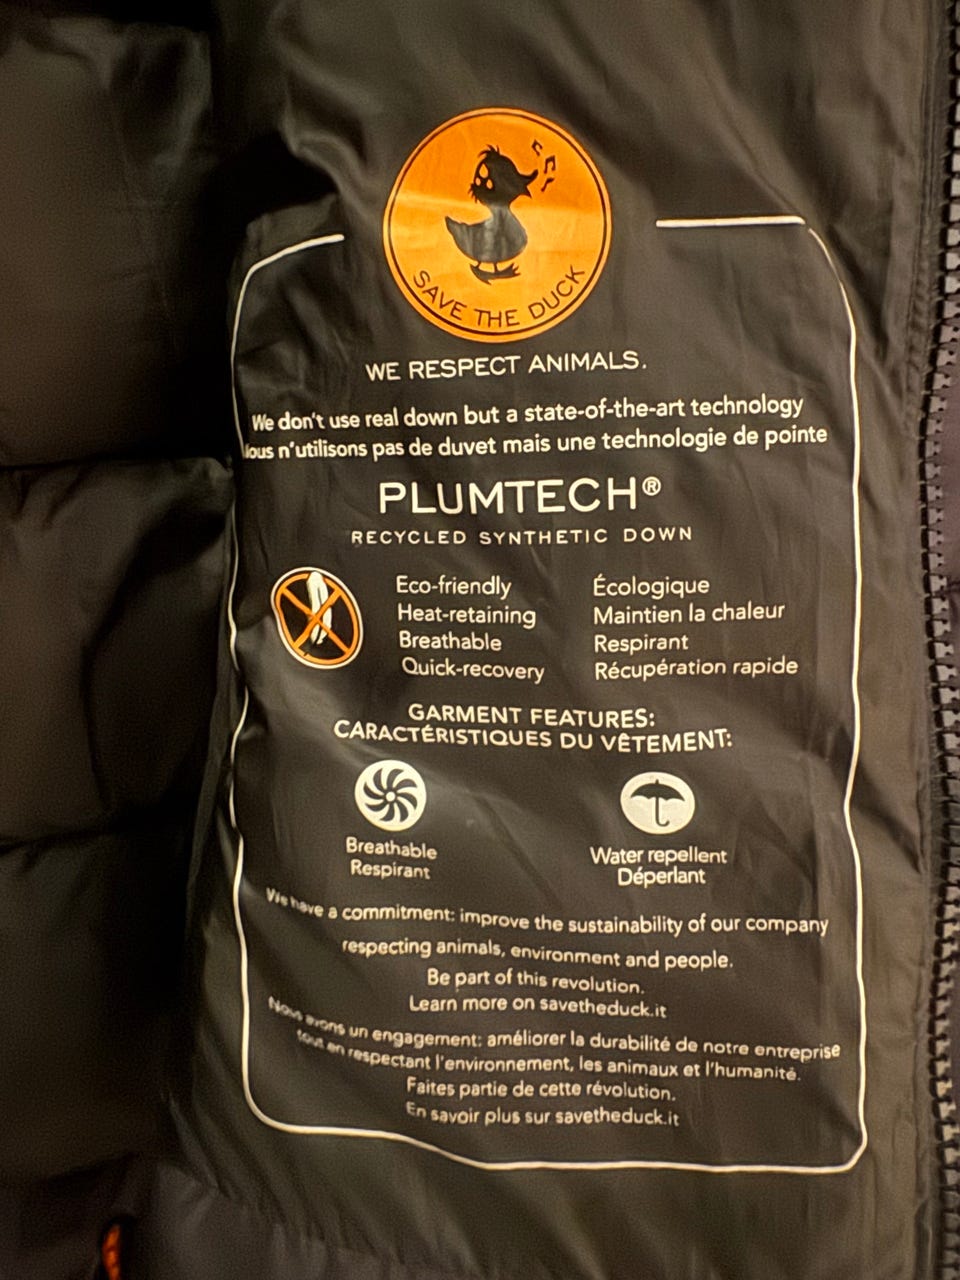 SAVE THE DUCK
WE RESPECT ANIMALS.
We don't use real down but a state-of-the-art technology
ous n'utilisons pas de duvet mais une technologie de pointe
PLUMTECH®
RECYCLED SYNTHETIC DOWN
Eco-friendly
Heat-retaining
Breathable
Quick-recovery
Écologique
Maintien la chaleur
Respirant
Récupération rapide
GARMENT FEATURES:
CARACTÉRISTIQUES DU VÊTEMENT:
Breathable
Respirant
Water repellent
Déperlant
We have a commitment: improve the sustainability of our company
respecting animals, environment and people.
Be part of this revolution.
Learn more on savetheduck.it
Nous avons un engagement: améliorer la durabilité de notre entreprise
tout en respectant l'environnement, les animaux et l'humanité.
Faites partie de cette révolution.
En savoir plus sur savetheduck.it